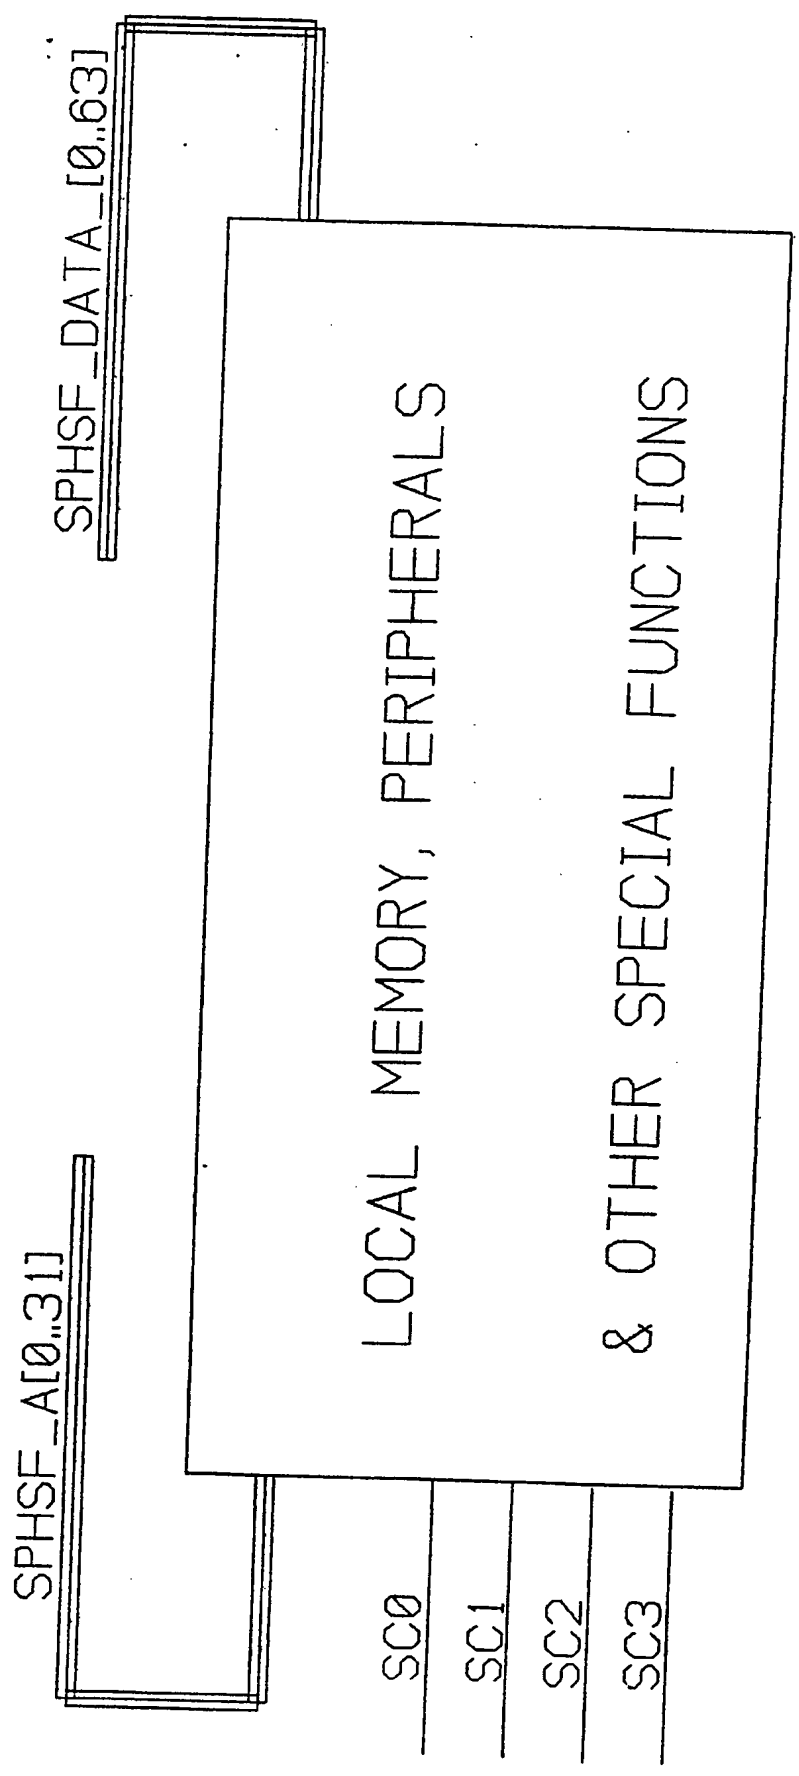 SPHSF_A[0..31]
SPHSF_DATA_[0..63]
LOCAL MEMORY, PERIPHERALS
& OTHER SPECIAL FUNCTIONS
SC0
SC1
SC2
SC3